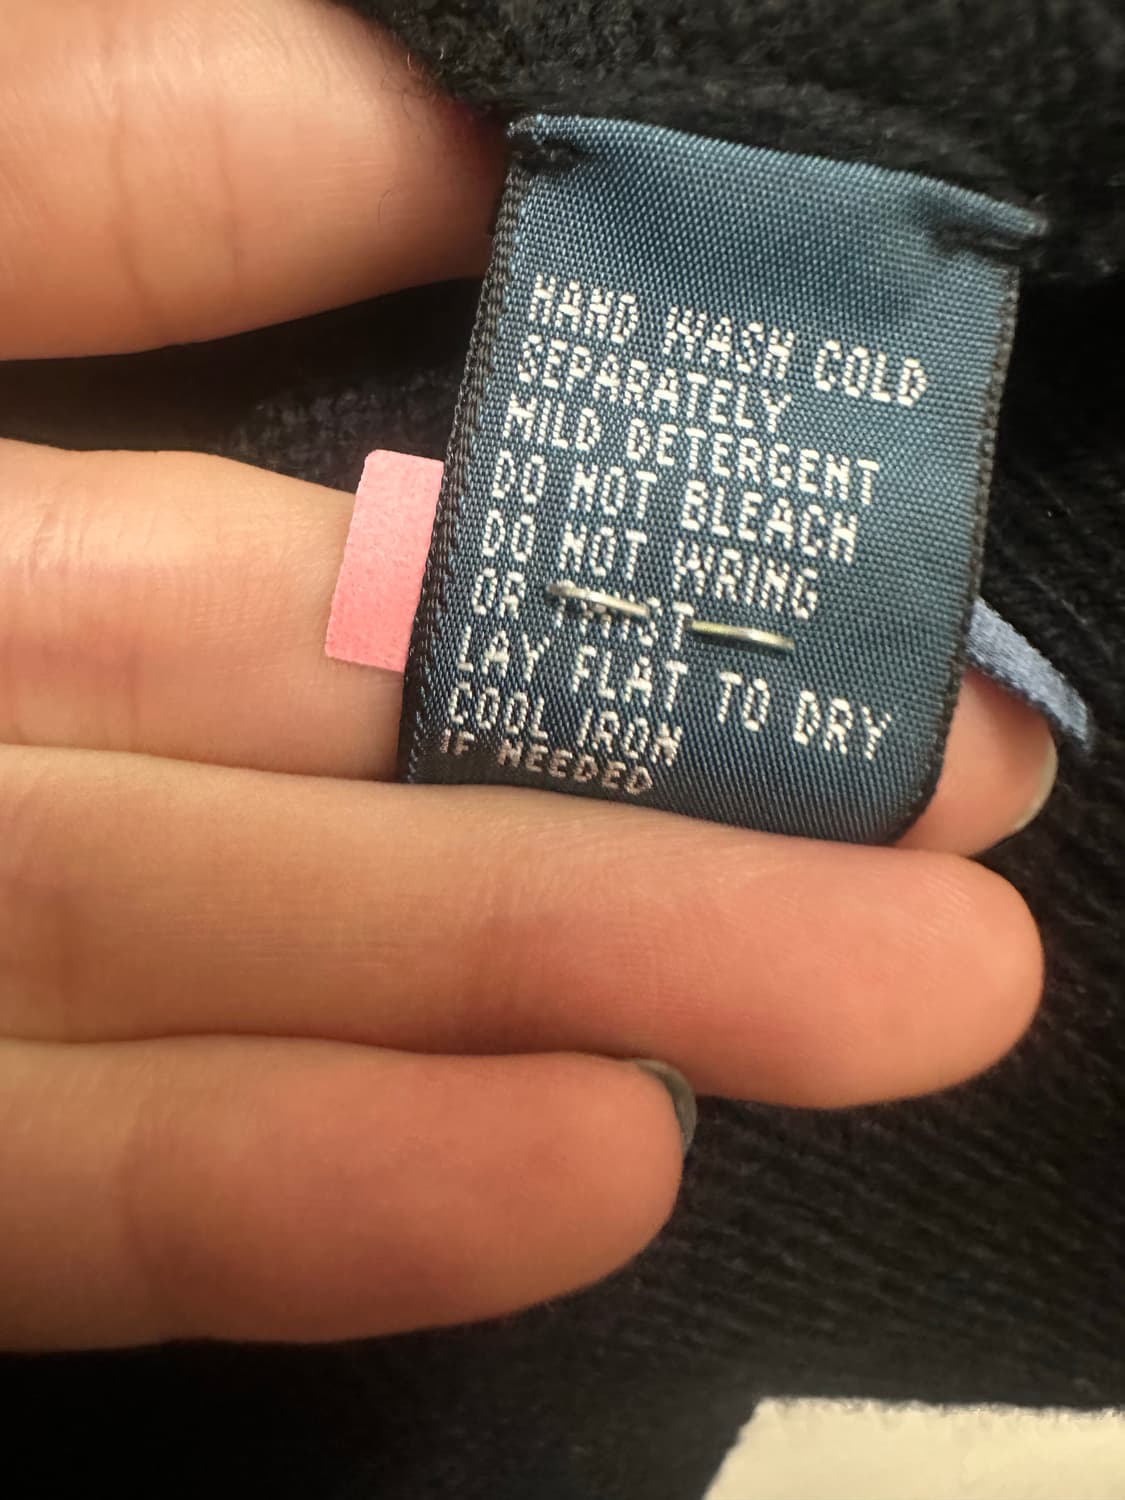 HAND WASH COLD
SEPARATELY
MILD DETERGENT
DO NOT BLEACH
DO NOT WRING
OR TWIST
LAY FLAT TO DRY
COOL IRON
IF NEEDED